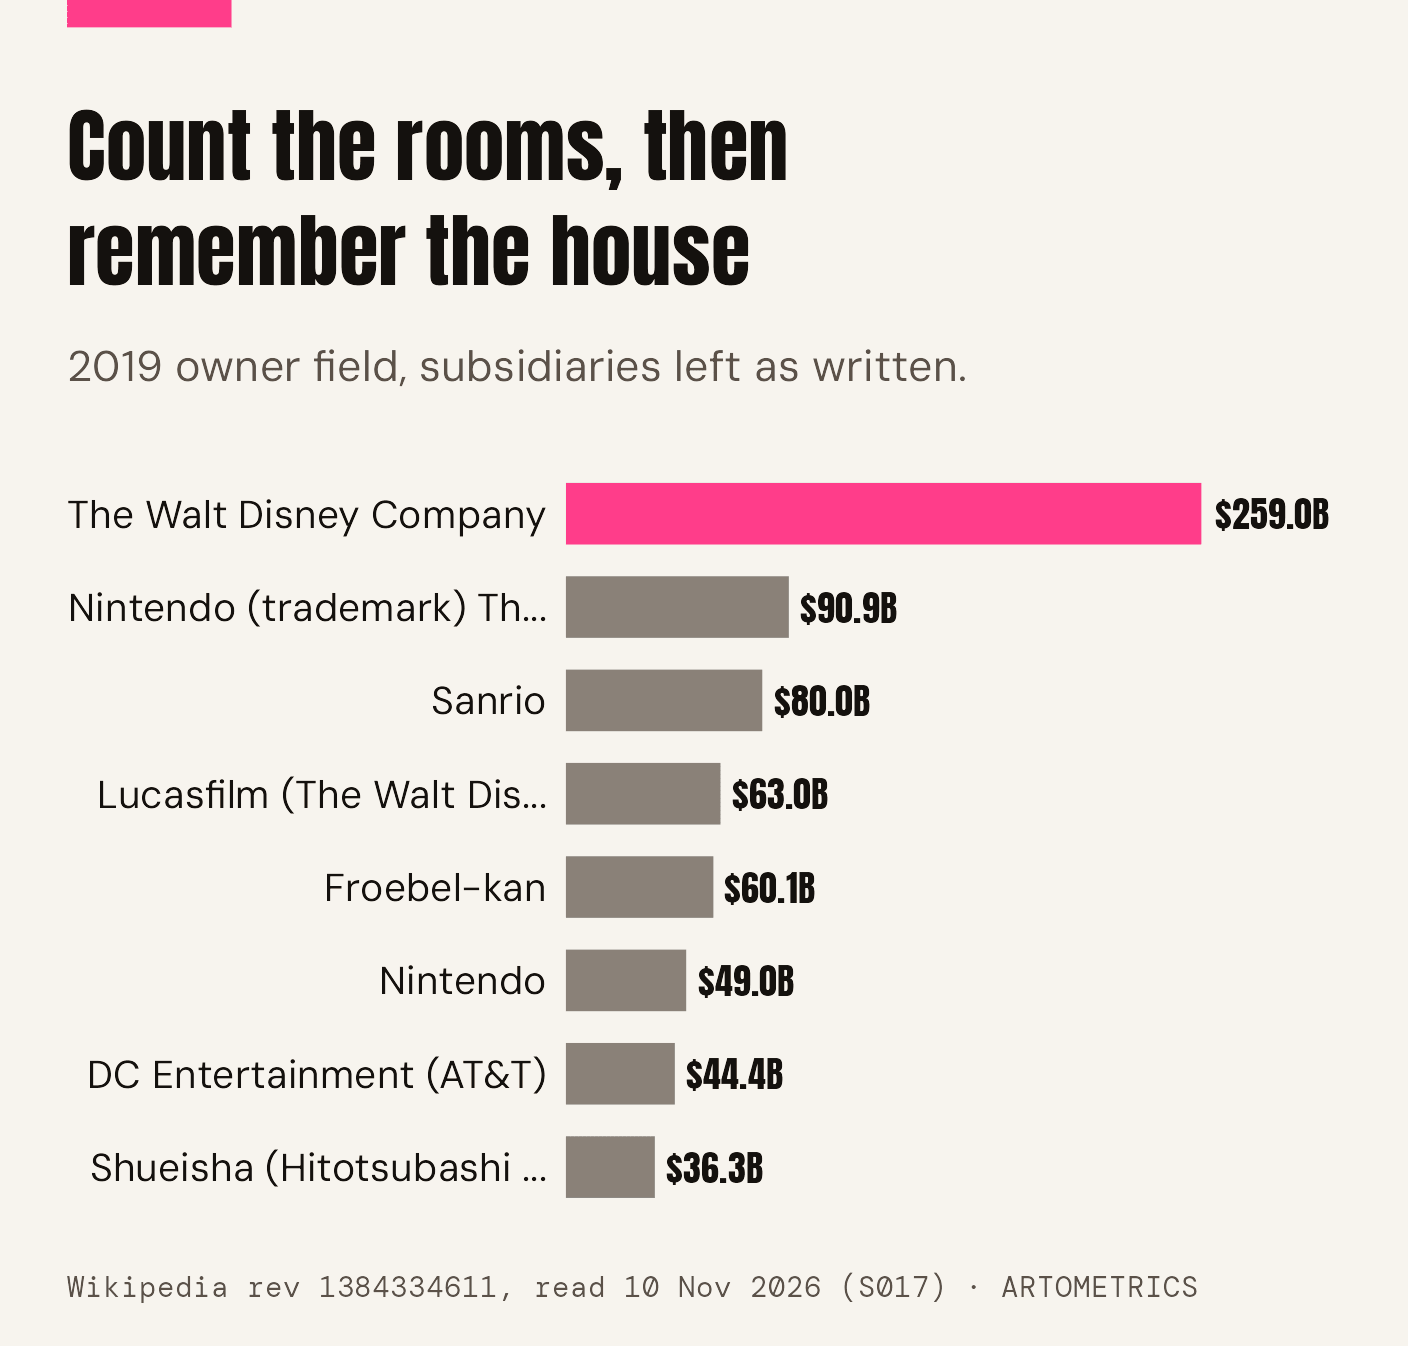 Count the rooms, then
remember the house
2019 owner field, subsidiaries left as written.
The Walt Disney Company $259.0B
Nintendo (trademark) Th... $90.9B
Sanrio $80.0B
Lucasfilm (The Walt Dis... $63.0B
Froebel-kan $60.1B
Nintendo $49.0B
DC Entertainment (AT&T) $44.4B
Shueisha (Hitotsubashi ... $36.3B
Wikipedia rev 1384334611, read 10 Nov 2026 (S017) · ARTOMETRICS